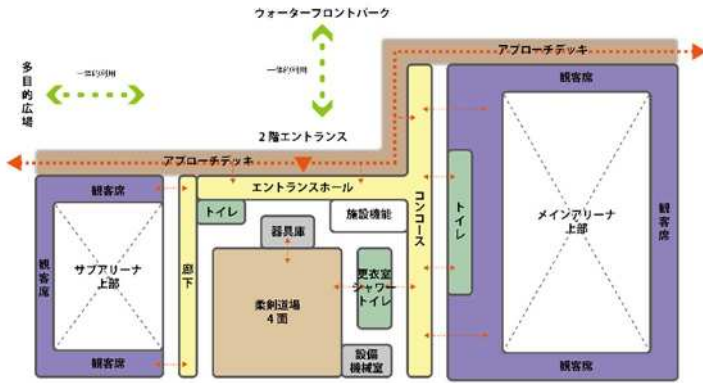 ウォーターフロントパーク
アプローチデッキ
一体的利用
一体的利用
多目的広場
観客席
2階エントランス
アプローチデッキ
観客席
エントランスホール
トイレ
施設機能
コンコース
トイレ
メインアリーナ
上部
観客席
器具庫
観客席
サブアリーナ
上部
廊下
柔剣道場
4面
更衣室
シャワー
トイレ
観客席
設備
機械室
観客席